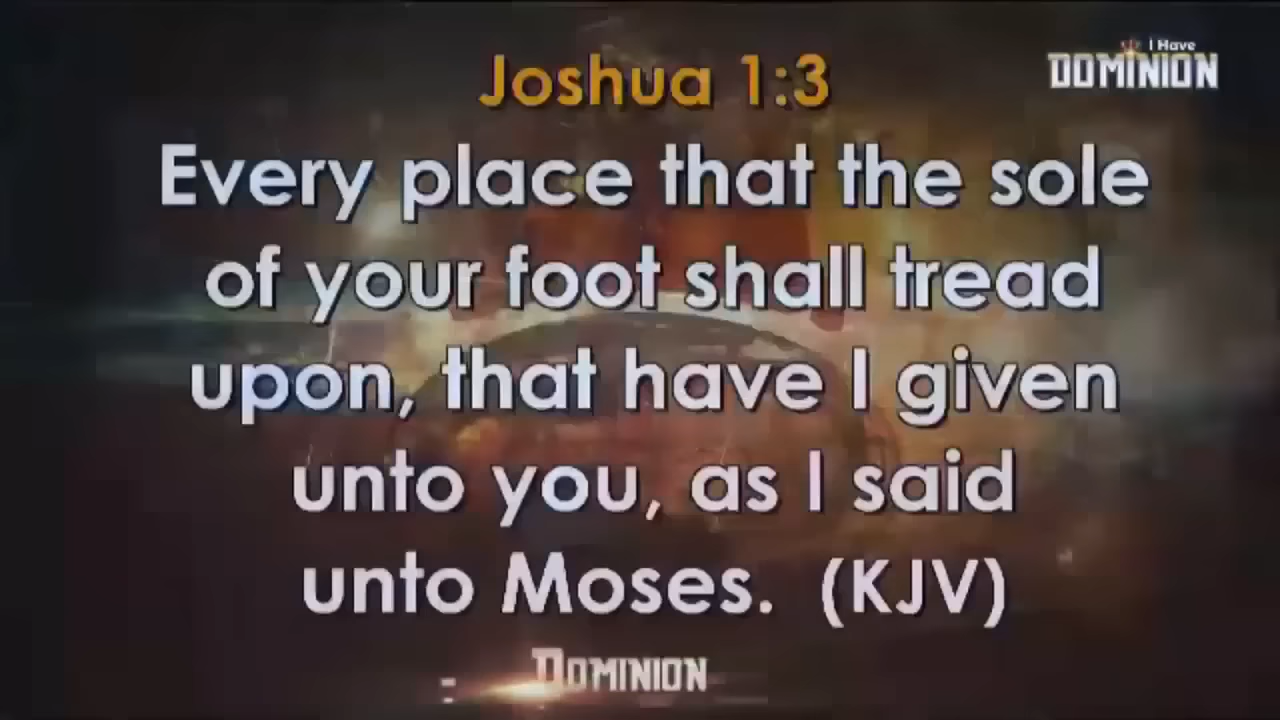 I Have
DOMINION
Joshua 1:3
Every place that the sole
of your foot shall tread
upon, that have I given
unto you, as I said
unto Moses. (KJV)
DOMINION